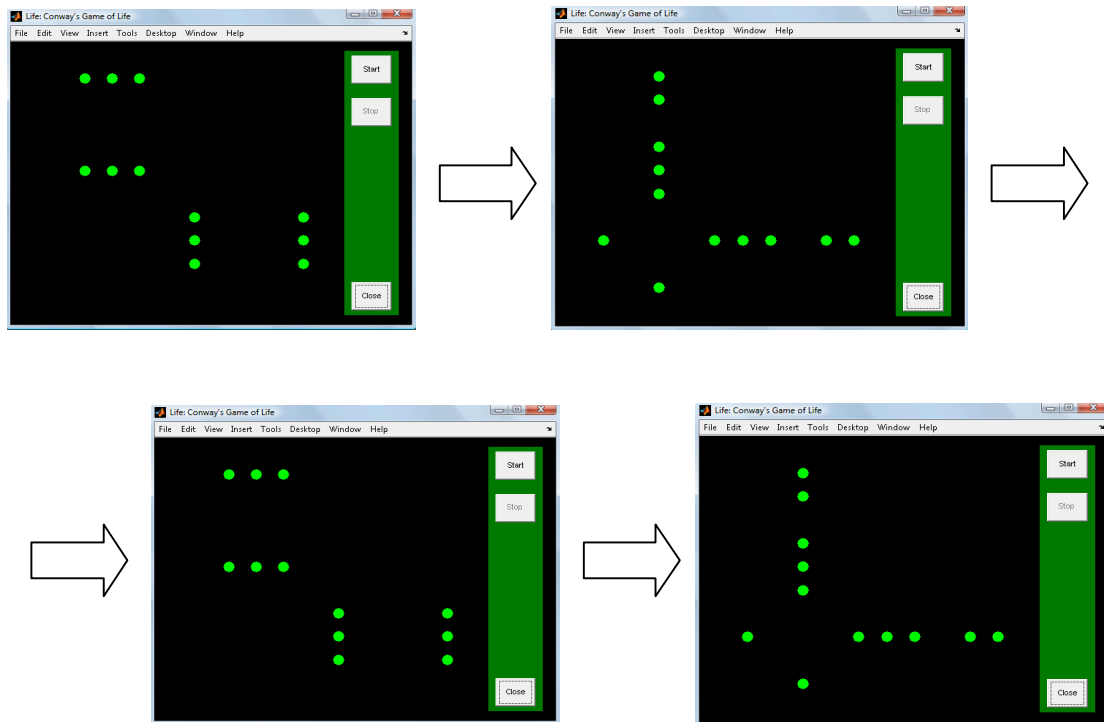 Life: Conway's Game of Life
File Edit View Insert Tools Desktop Window Help
Start
Stop
Close
Life: Conway's Game of Life
File Edit View Insert Tools Desktop Window Help
Start
Stop
Close
Life: Conway's Game of Life
File Edit View Insert Tools Desktop Window Help
Start
Stop
Close
Life: Conway's Game of Life
File Edit View Insert Tools Desktop Window Help
Start
Stop
Close